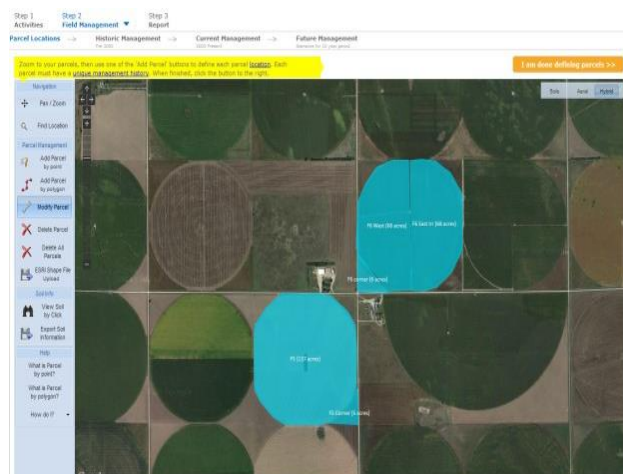 Step 1
Activities
Step 2
Field Management
Step 3
Report
Parcel Locations
Historic Management
Current Management
Future Management
Zoom to your parcels, then use one of the 'Add Parcel' buttons to define each parcel location. Each
parcel must have a unique management history. When finished, click the button to the right.
I am done defining parcels >>
Navigation
Pan / Zoom
Find Location
Parcel Management
Add Parcel
by point
Add Parcel
by polygon
Modify Parcel
Delete Parcel
Delete All
Parcels
ESRI Shape File
Upload
Soil Info
View Soil
by Click
Export Soil
Information
Help
What is Parcel
by point?
What is Parcel
by polygon?
How do I?
Aerial
Hybrid